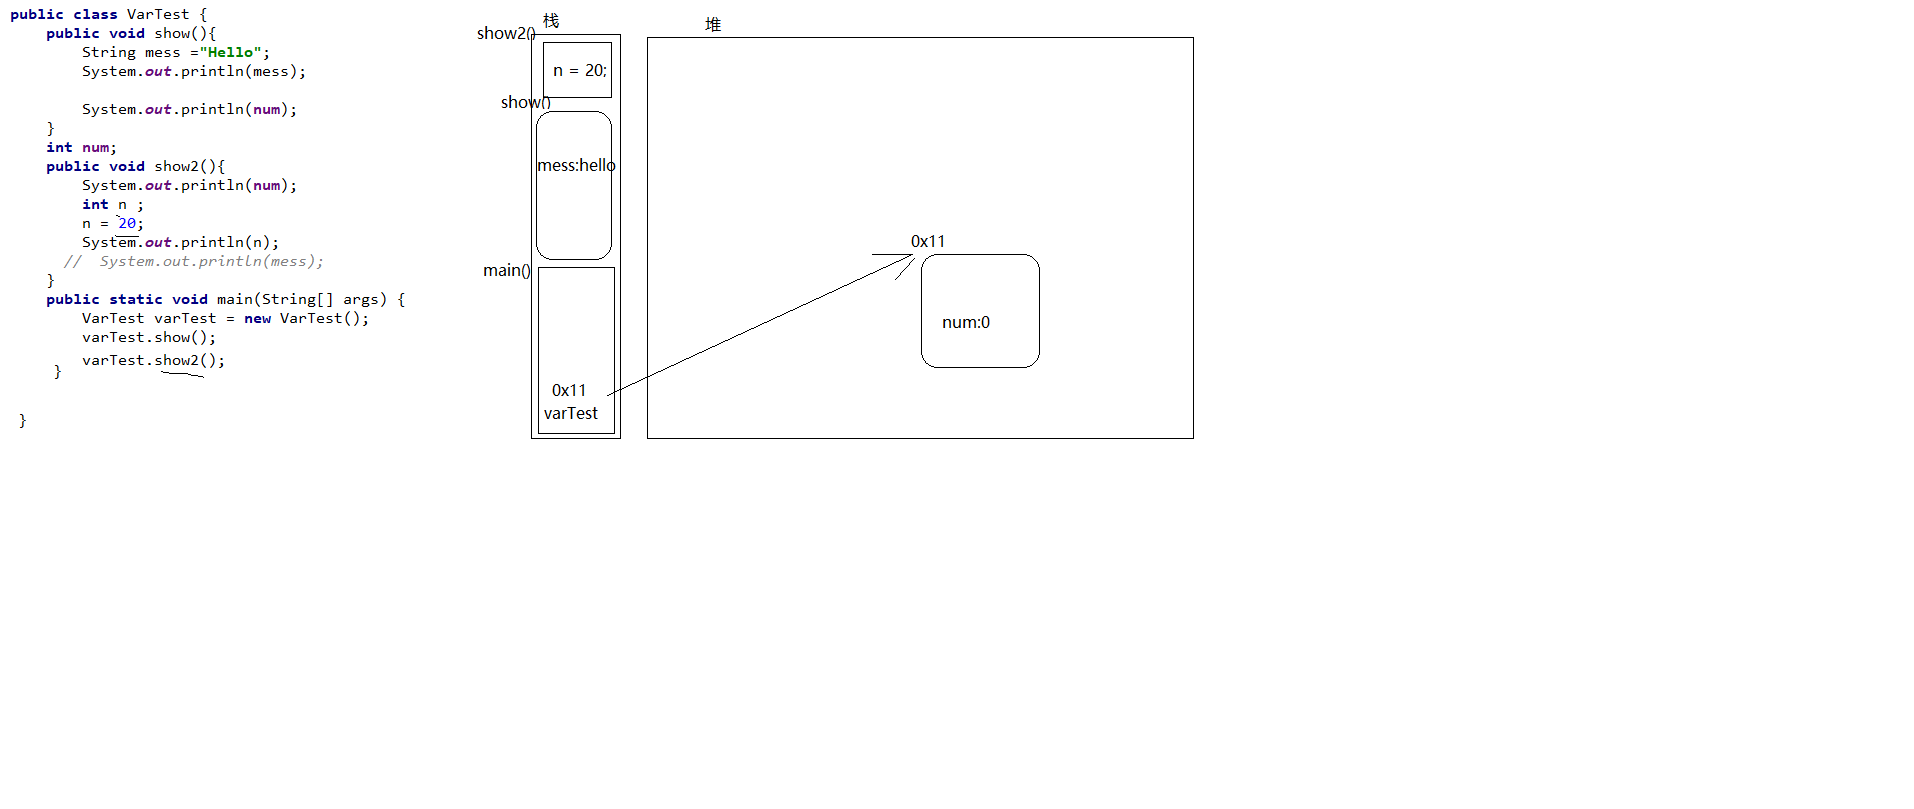 public class VarTest {
public void show(){
String mess ="Hello";
System.out.println(mess);
System.out.println(num);
}
int num;
public void show2(){
System.out.println(num);
int n ;
n = 20;
System.out.println(n);
// System.out.println(mess);
}
public static void main(String[] args) {
VarTest varTest = new VarTest();
varTest.show();
varTest.show2();
}
}
栈
show2()
n = 20;
show()
mess:hello
main()
0x11
varTest
堆
0x11
num:0